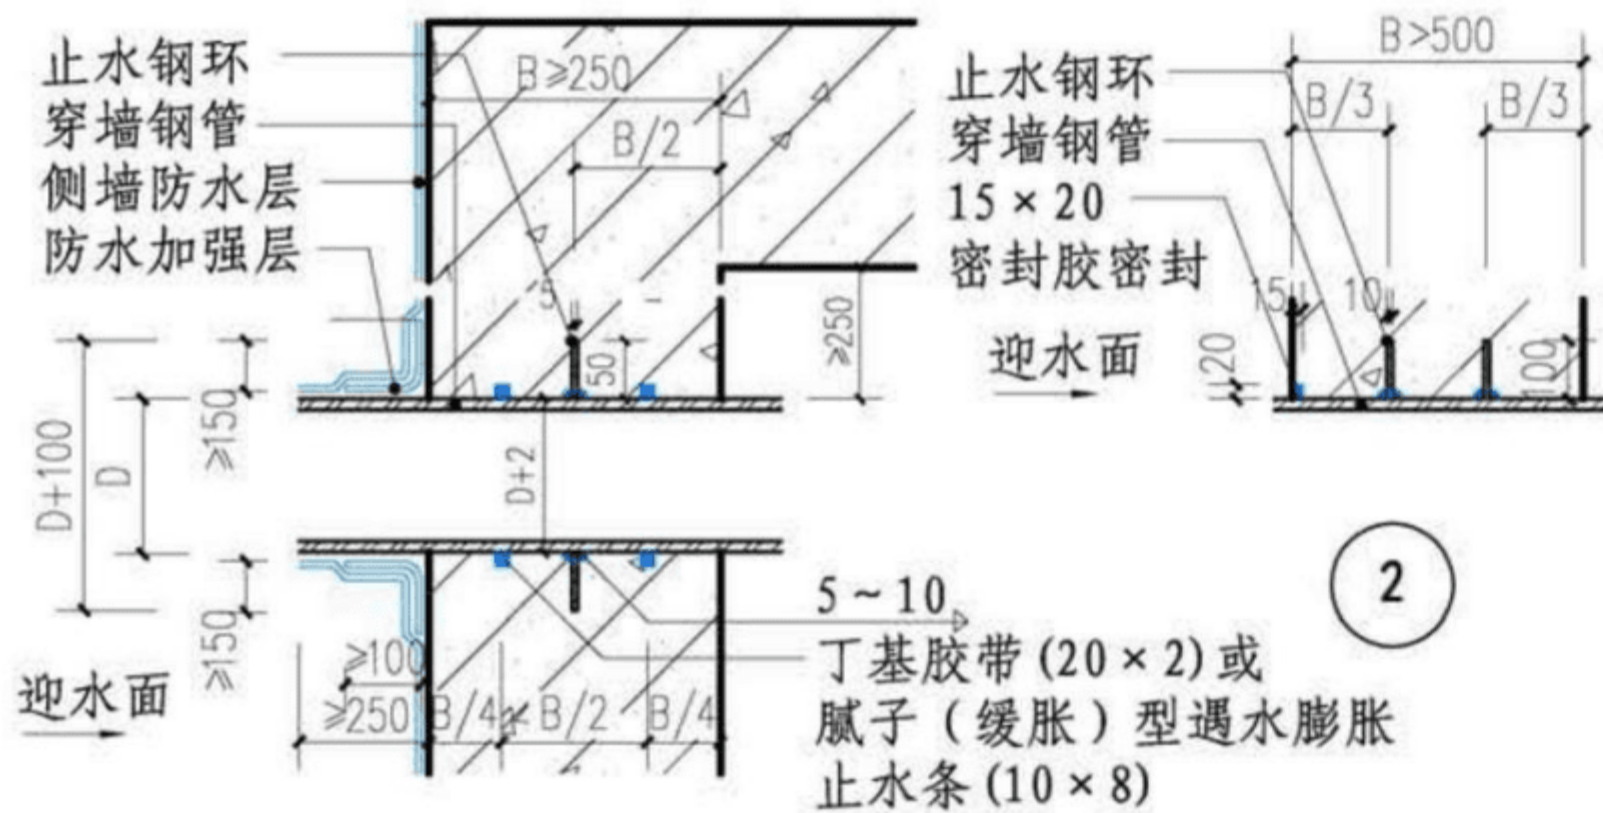 止水钢环
穿墙钢管
侧墙防水层
防水加强层
B≥250
B/2
5
50
≥250
D+100
D
≥150
D+2
≥150
迎水面
≥100
≥250
B/4
B/2
B/4
5~10
丁基胶带(20×2)或
腻子(缓胀)型遇水膨胀
止水条(10×8)
止水钢环
穿墙钢管
15×20
密封胶密封
B>500
B/3
B/3
15
10
20
100
迎水面
2